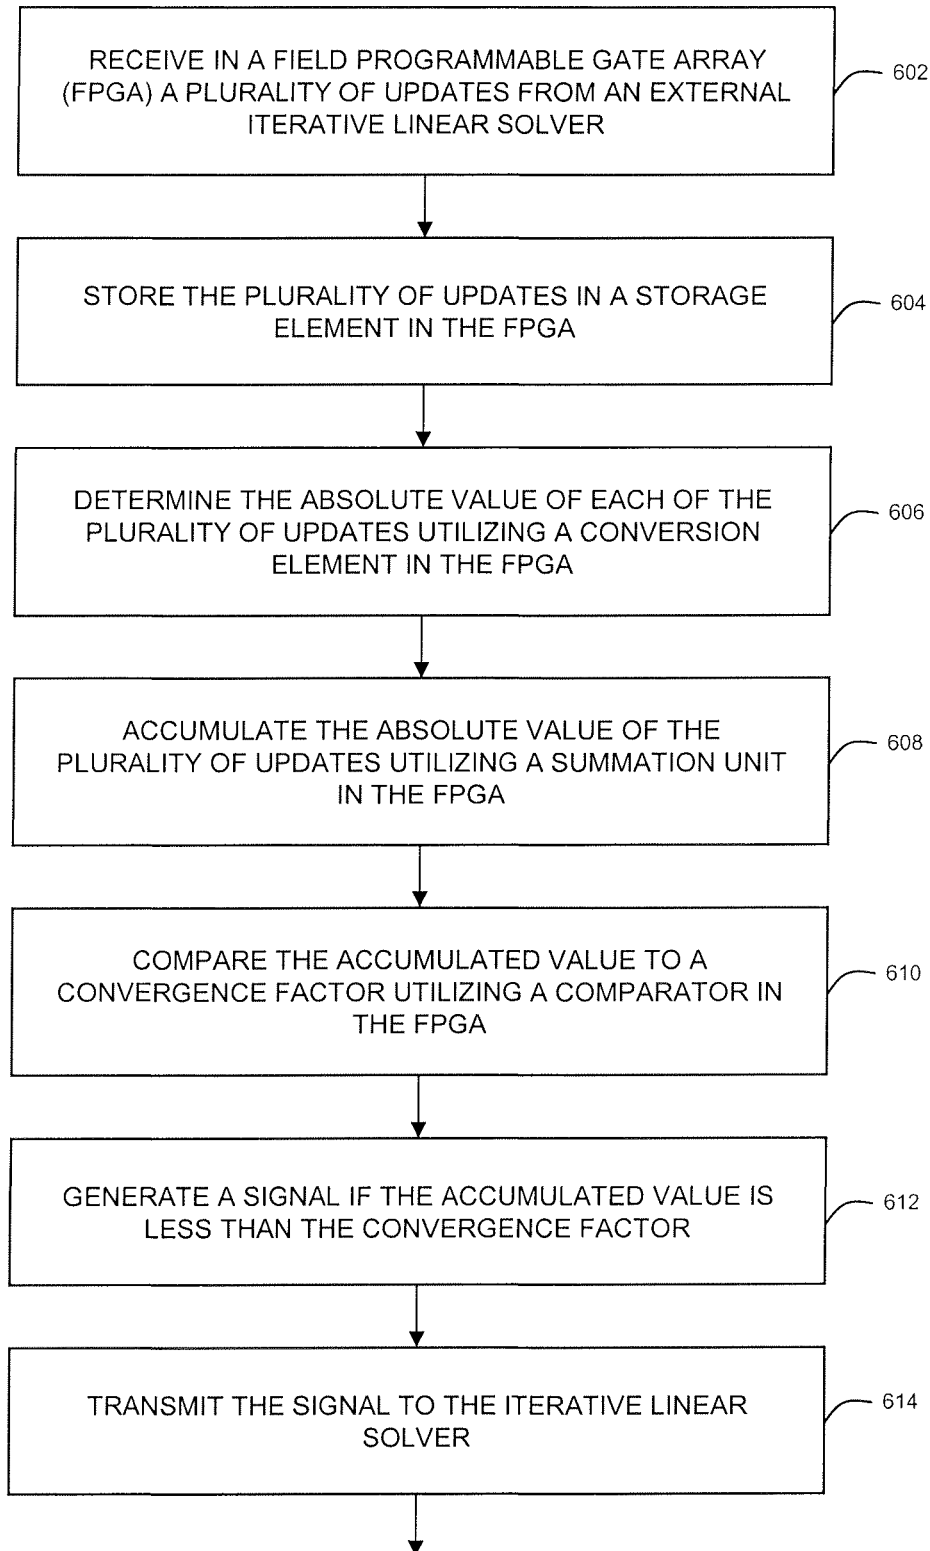 RECEIVE IN A FIELD PROGRAMMABLE GATE ARRAY
(FPGA) A PLURALITY OF UPDATES FROM AN EXTERNAL
ITERATIVE LINEAR SOLVER
602
STORE THE PLURALITY OF UPDATES IN A STORAGE
ELEMENT IN THE FPGA
604
DETERMINE THE ABSOLUTE VALUE OF EACH OF THE
PLURALITY OF UPDATES UTILIZING A CONVERSION
ELEMENT IN THE FPGA
606
ACCUMULATE THE ABSOLUTE VALUE OF THE
PLURALITY OF UPDATES UTILIZING A SUMMATION UNIT
IN THE FPGA
608
COMPARE THE ACCUMULATED VALUE TO A
CONVERGENCE FACTOR UTILIZING A COMPARATOR IN
THE FPGA
610
GENERATE A SIGNAL IF THE ACCUMULATED VALUE IS
LESS THAN THE CONVERGENCE FACTOR
612
TRANSMIT THE SIGNAL TO THE ITERATIVE LINEAR
SOLVER
614